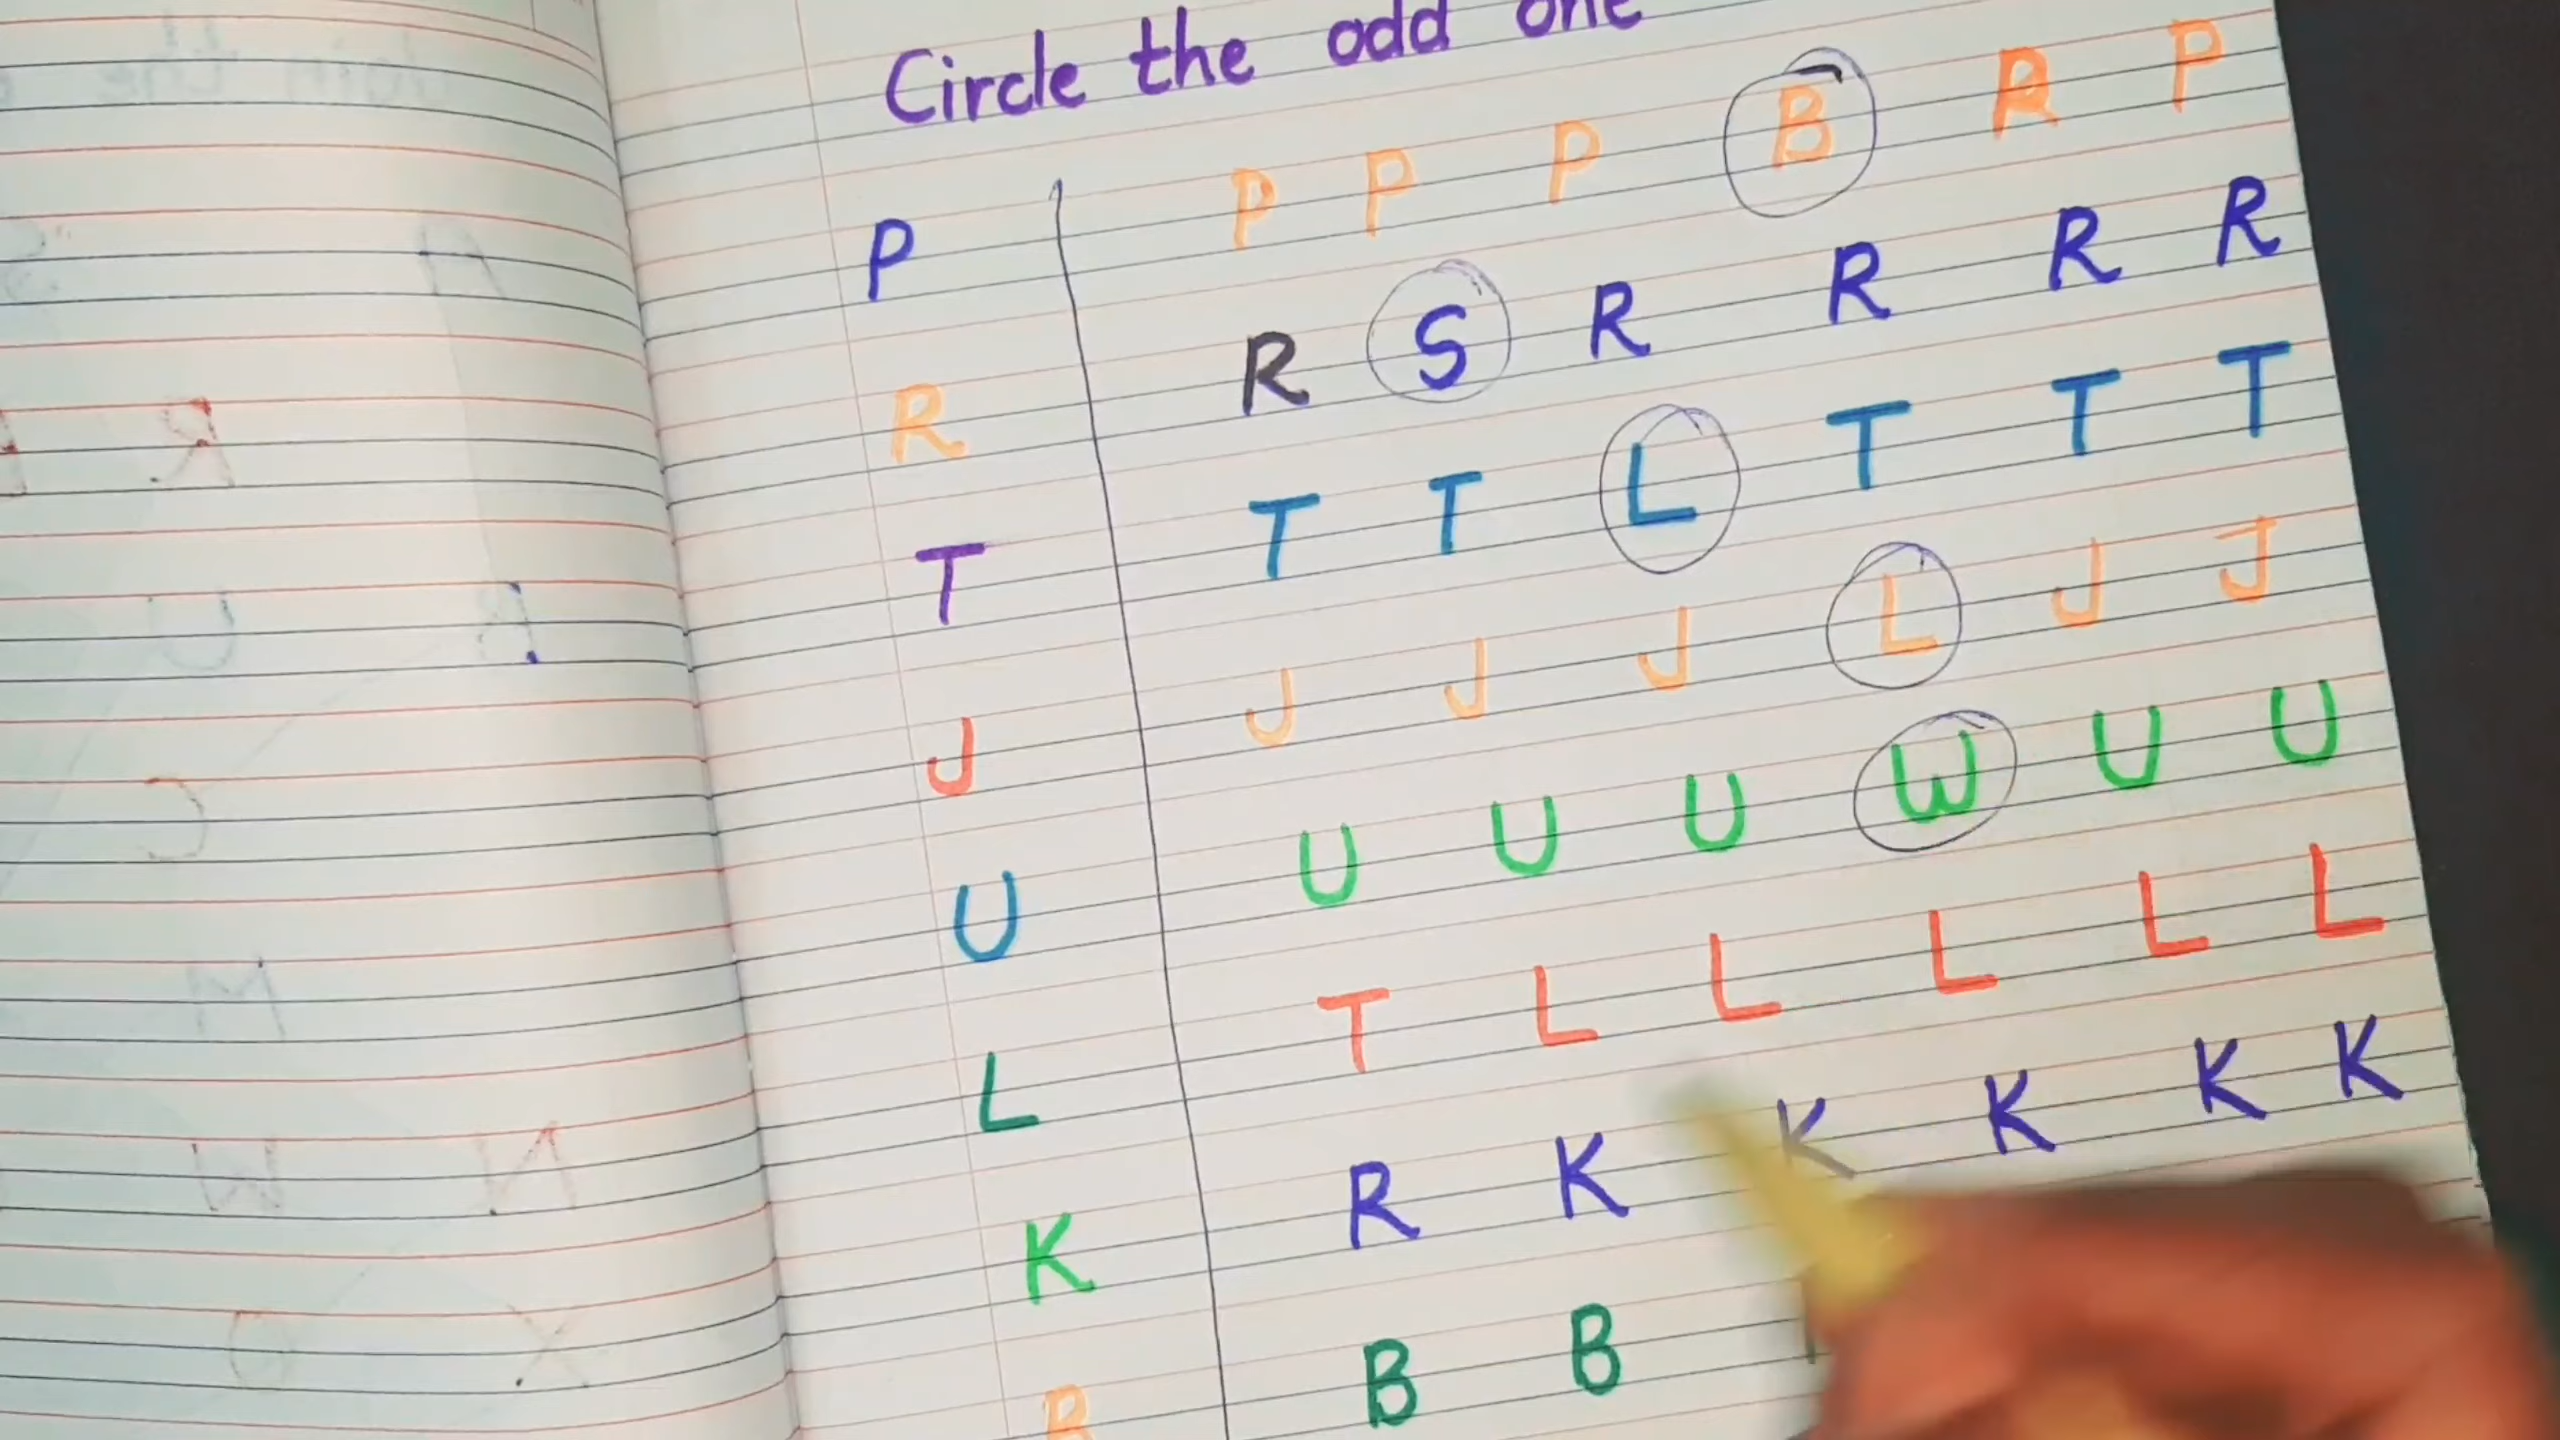 Circle the odd one
P P P P B R P
R R S R R R R
T T T L T T T
J J J J L J J
U U U U W U U
L T L L L L L
K R K K K K K
B B B